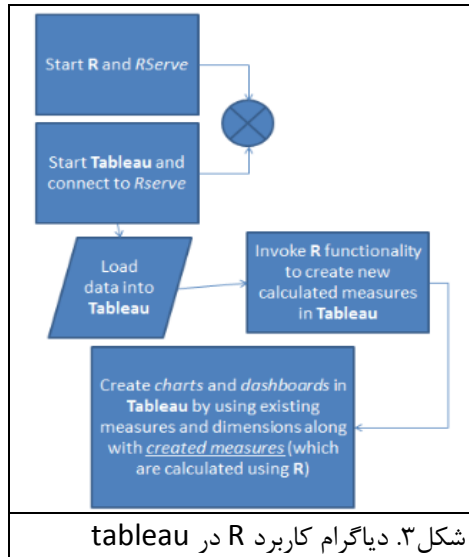 Start R and RServe
Start Tableau and
connect to Rserve
Load
data into
Tableau
Invoke R functionality
to create new
calculated measures
in Tableau
Create charts and dashboards in
Tableau by using existing
measures and dimensions along
with created measures (which
are calculated using R)
شکل۳. دیاگرام کاربرد R در tableau